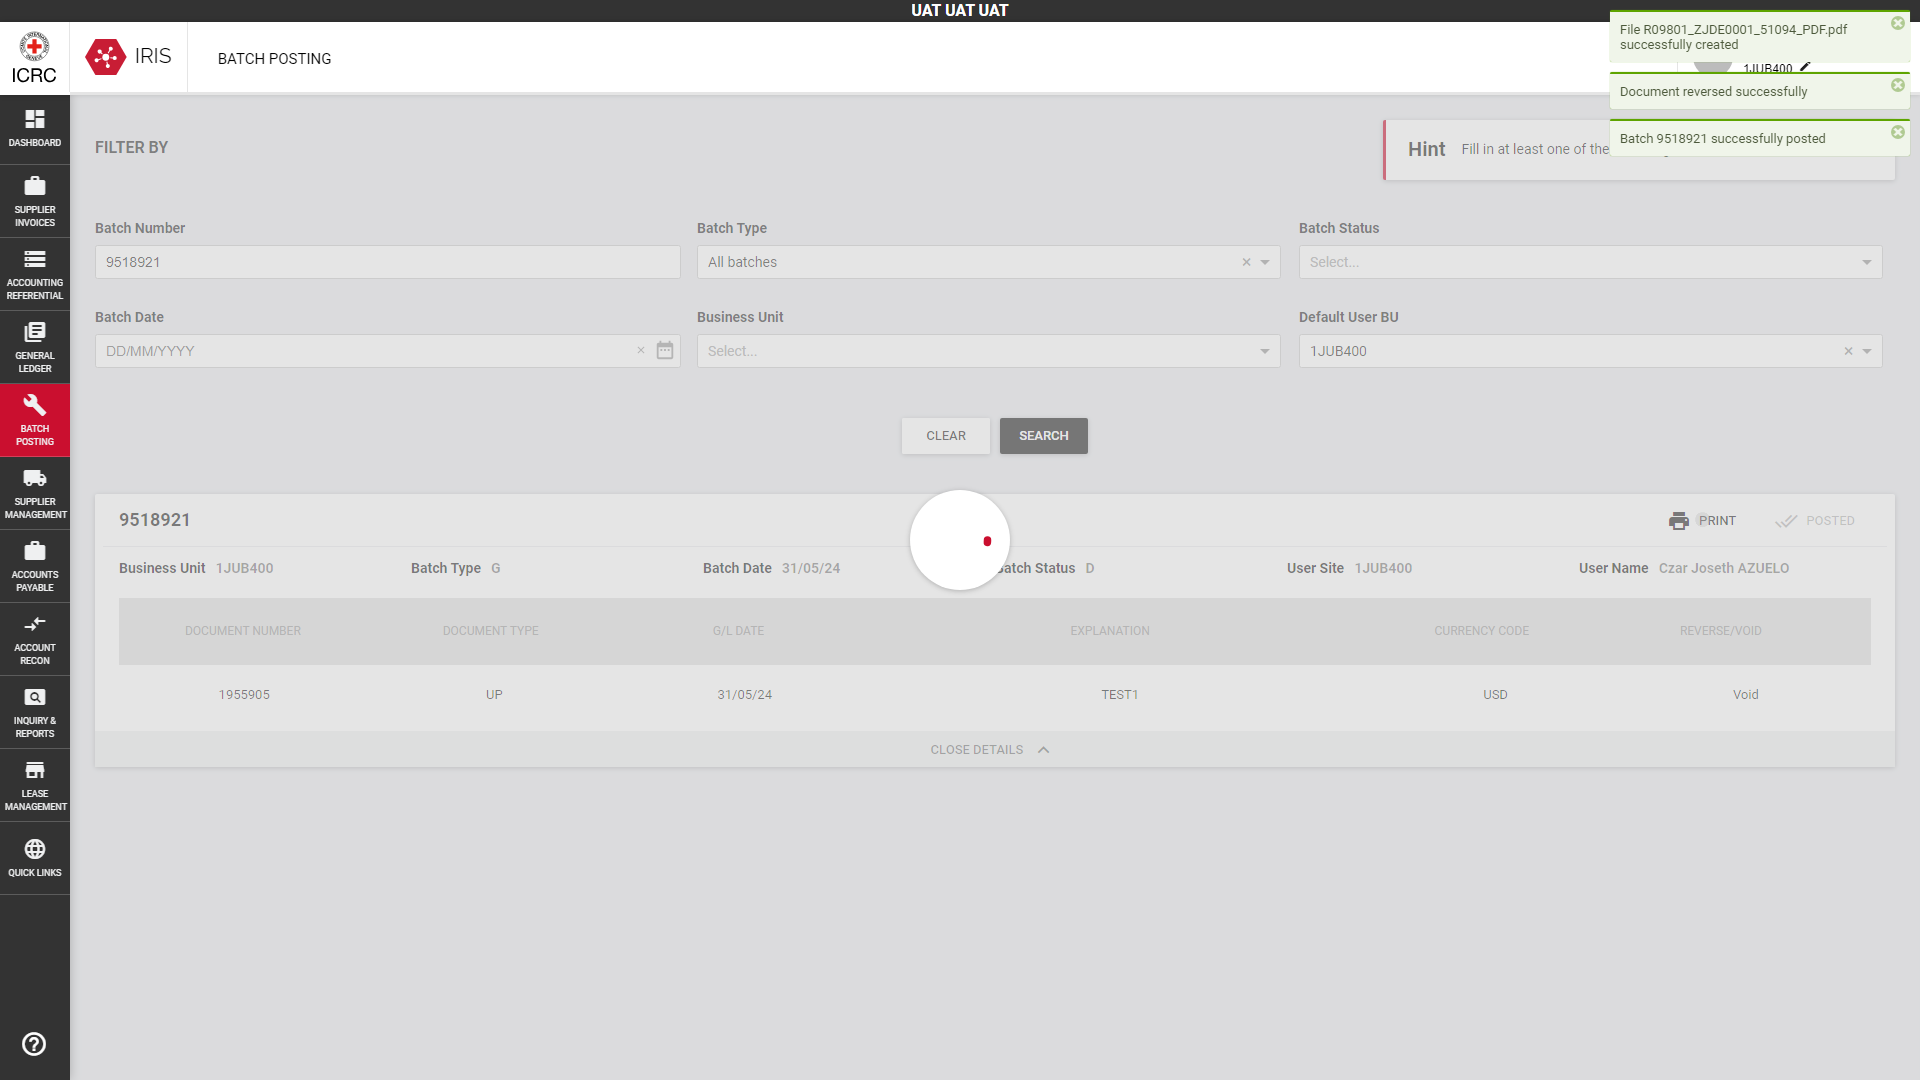 UAT UAT UAT
ICRC
IRIS
BATCH POSTING
File R09801_ZJDE0001_51094_PDF.pdf
successfully created
1JUB400
Document reversed successfully
Batch 9518921 successfully posted
DASHBOARD
SUPPLIER
INVOICES
ACCOUNTING
REFERENTIAL
GENERAL
LEDGER
BATCH
POSTING
SUPPLIER
MANAGEMENT
ACCOUNTS
PAYABLE
ACCOUNT
RECON
INQUIRY &
REPORTS
LEASE
MANAGEMENT
QUICK LINKS
FILTER BY
Hint Fill in at least one of the
Batch Number
9518921
Batch Type
All batches
Batch Status
Select...
Batch Date
DD/MM/YYYY
Business Unit
Select...
Default User BU
1JUB400
CLEAR
SEARCH
9518921
PRINT
POSTED
Business Unit 1JUB400
Batch Type G
Batch Date 31/05/24
Batch Status D
User Site 1JUB400
User Name Czar Joseth AZUELO
DOCUMENT NUMBER DOCUMENT TYPE G/L DATE EXPLANATION CURRENCY CODE REVERSE/VOID
1955905 UP 31/05/24 TEST1 USD Void
CLOSE DETAILS